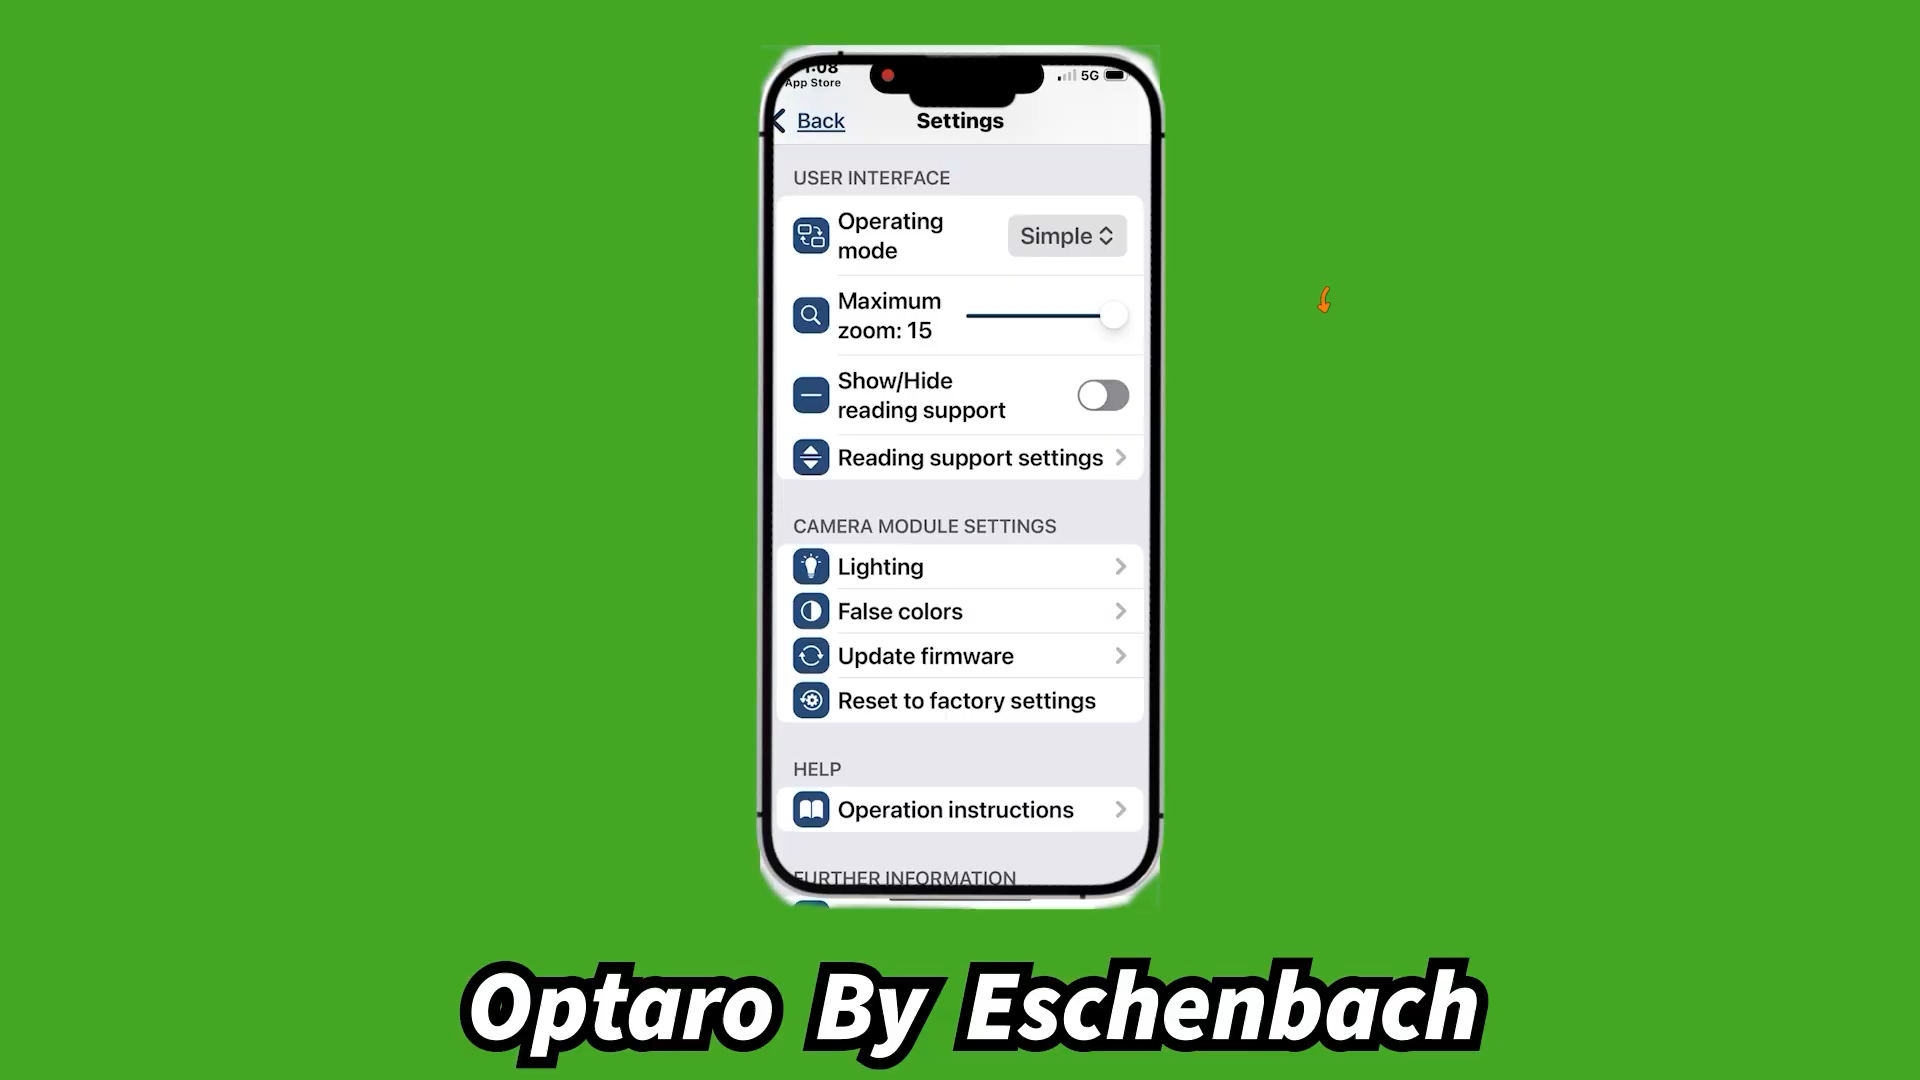 1:08
App Store
5G
Back
Settings
USER INTERFACE
Operating
mode
Simple
Maximum
zoom: 15
Show/Hide
reading support
Reading support settings
CAMERA MODULE SETTINGS
Lighting
False colors
Update firmware
Reset to factory settings
HELP
Operation instructions
FURTHER INFORMATION
Optaro By Eschenbach